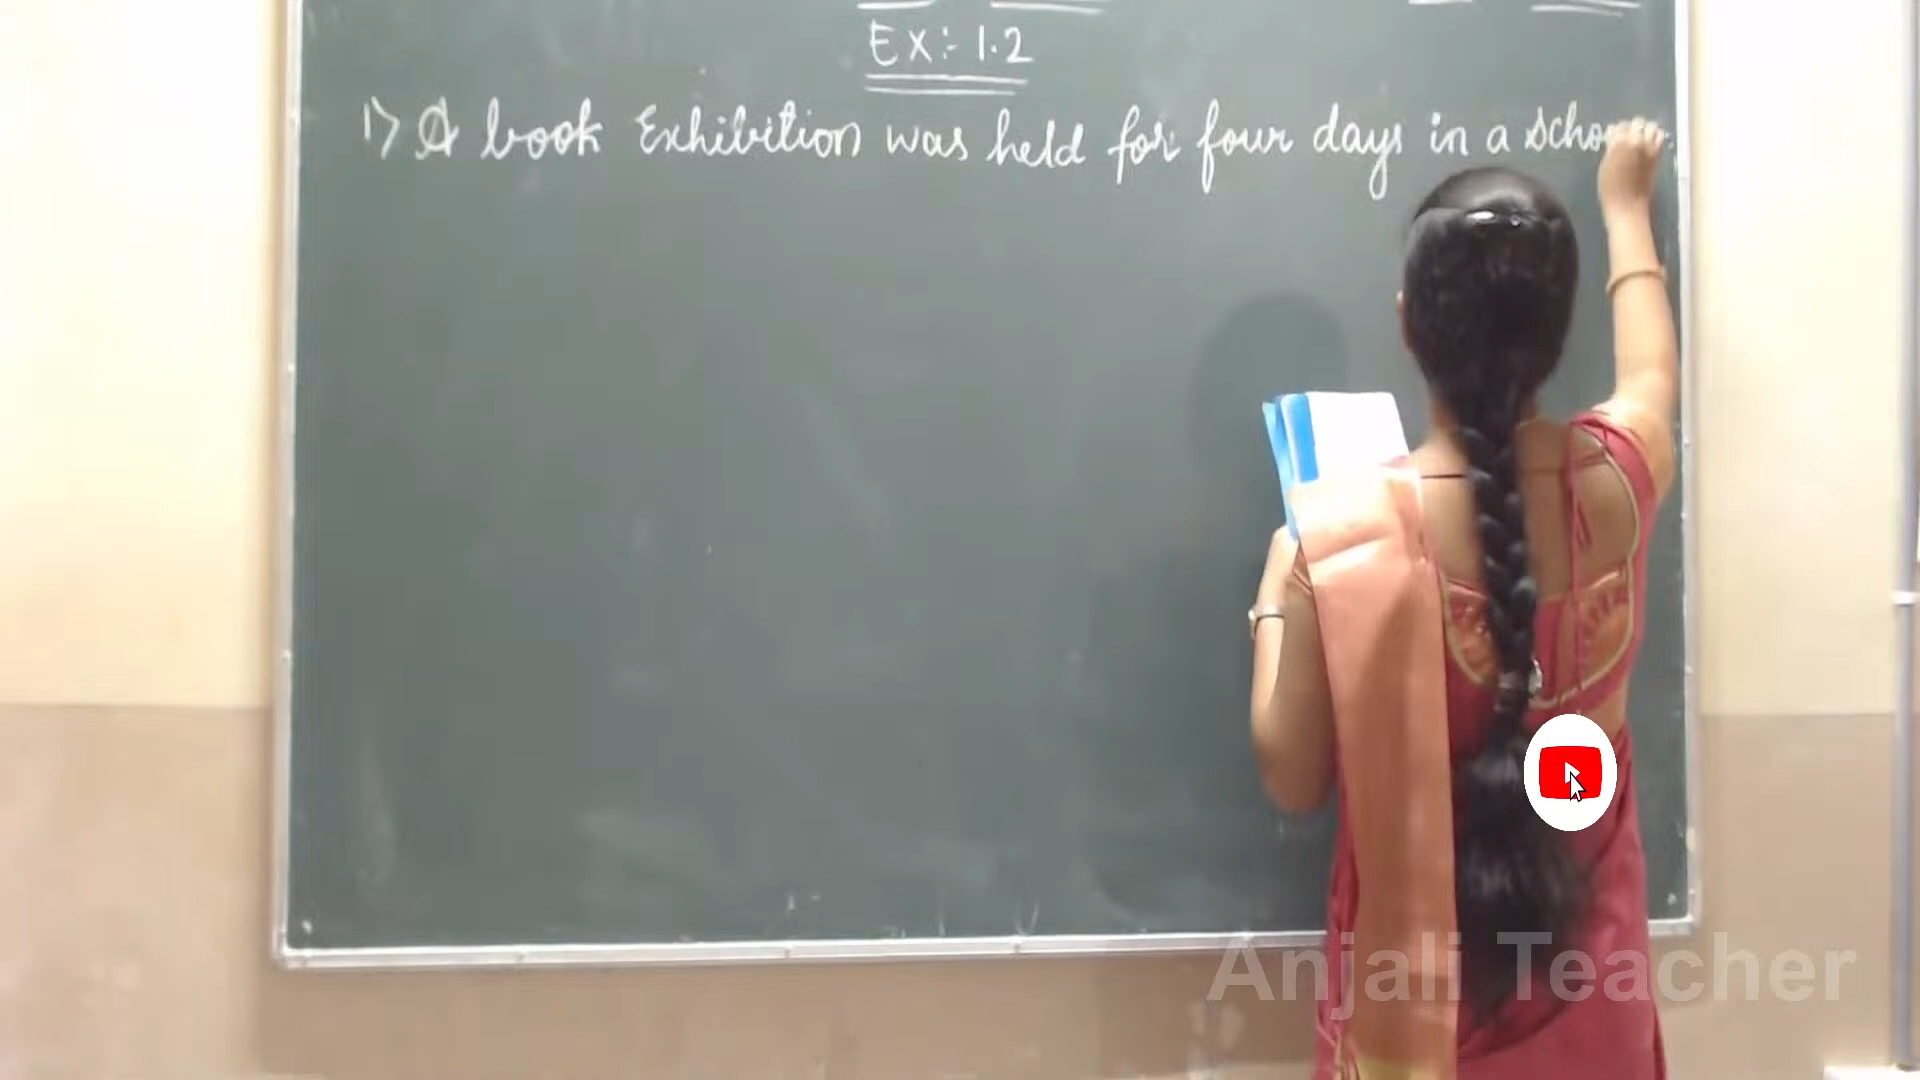 Ex:- 1.2
1) A book Exhibition was held for four days in a
Anjali Teacher